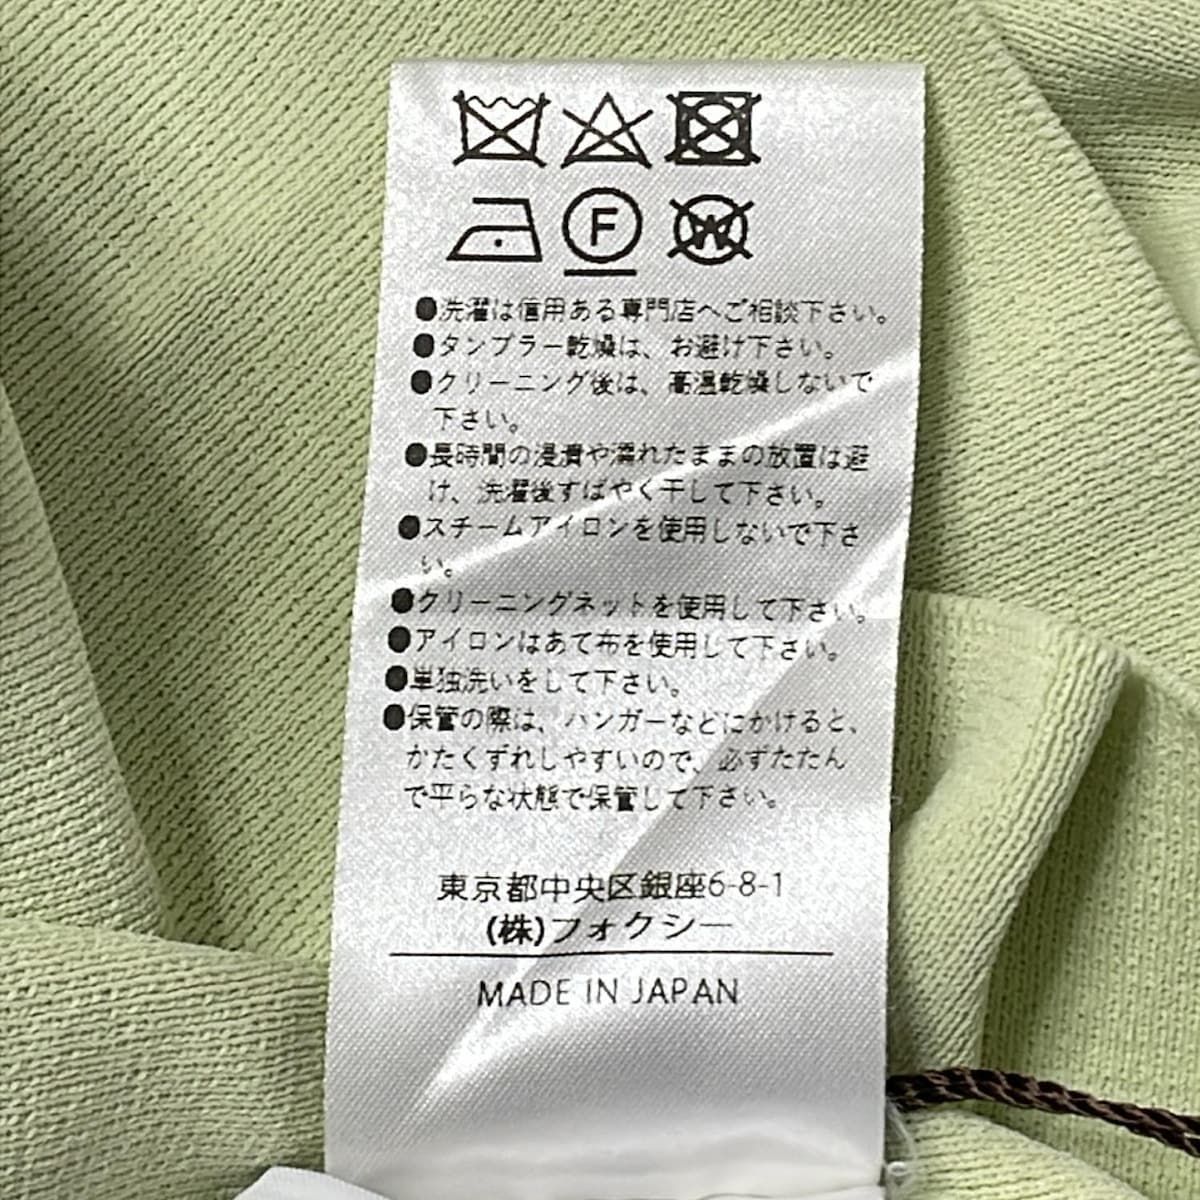 F
W
●洗濯は信用ある専門店へご相談下さい。
●タンブラー乾燥は、お避け下さい。
●クリーニング後は、高温乾燥しないで
下さい。
●長時間の浸漬や濡れたままの放置は避
け、洗濯後すばやく干して下さい。
●スチームアイロンを使用しないで下さ
い。
●クリーニングネットを使用して下さい。
●アイロンはあて布を使用して下さい。
●単独洗いをして下さい。
●保管の際は、ハンガーなどにかけると、
かたくずれしやすいので、必ずたたん
で平らな状態で保管して下さい。
東京都中央区銀座6-8-1
(株)フォクシー
MADE IN JAPAN